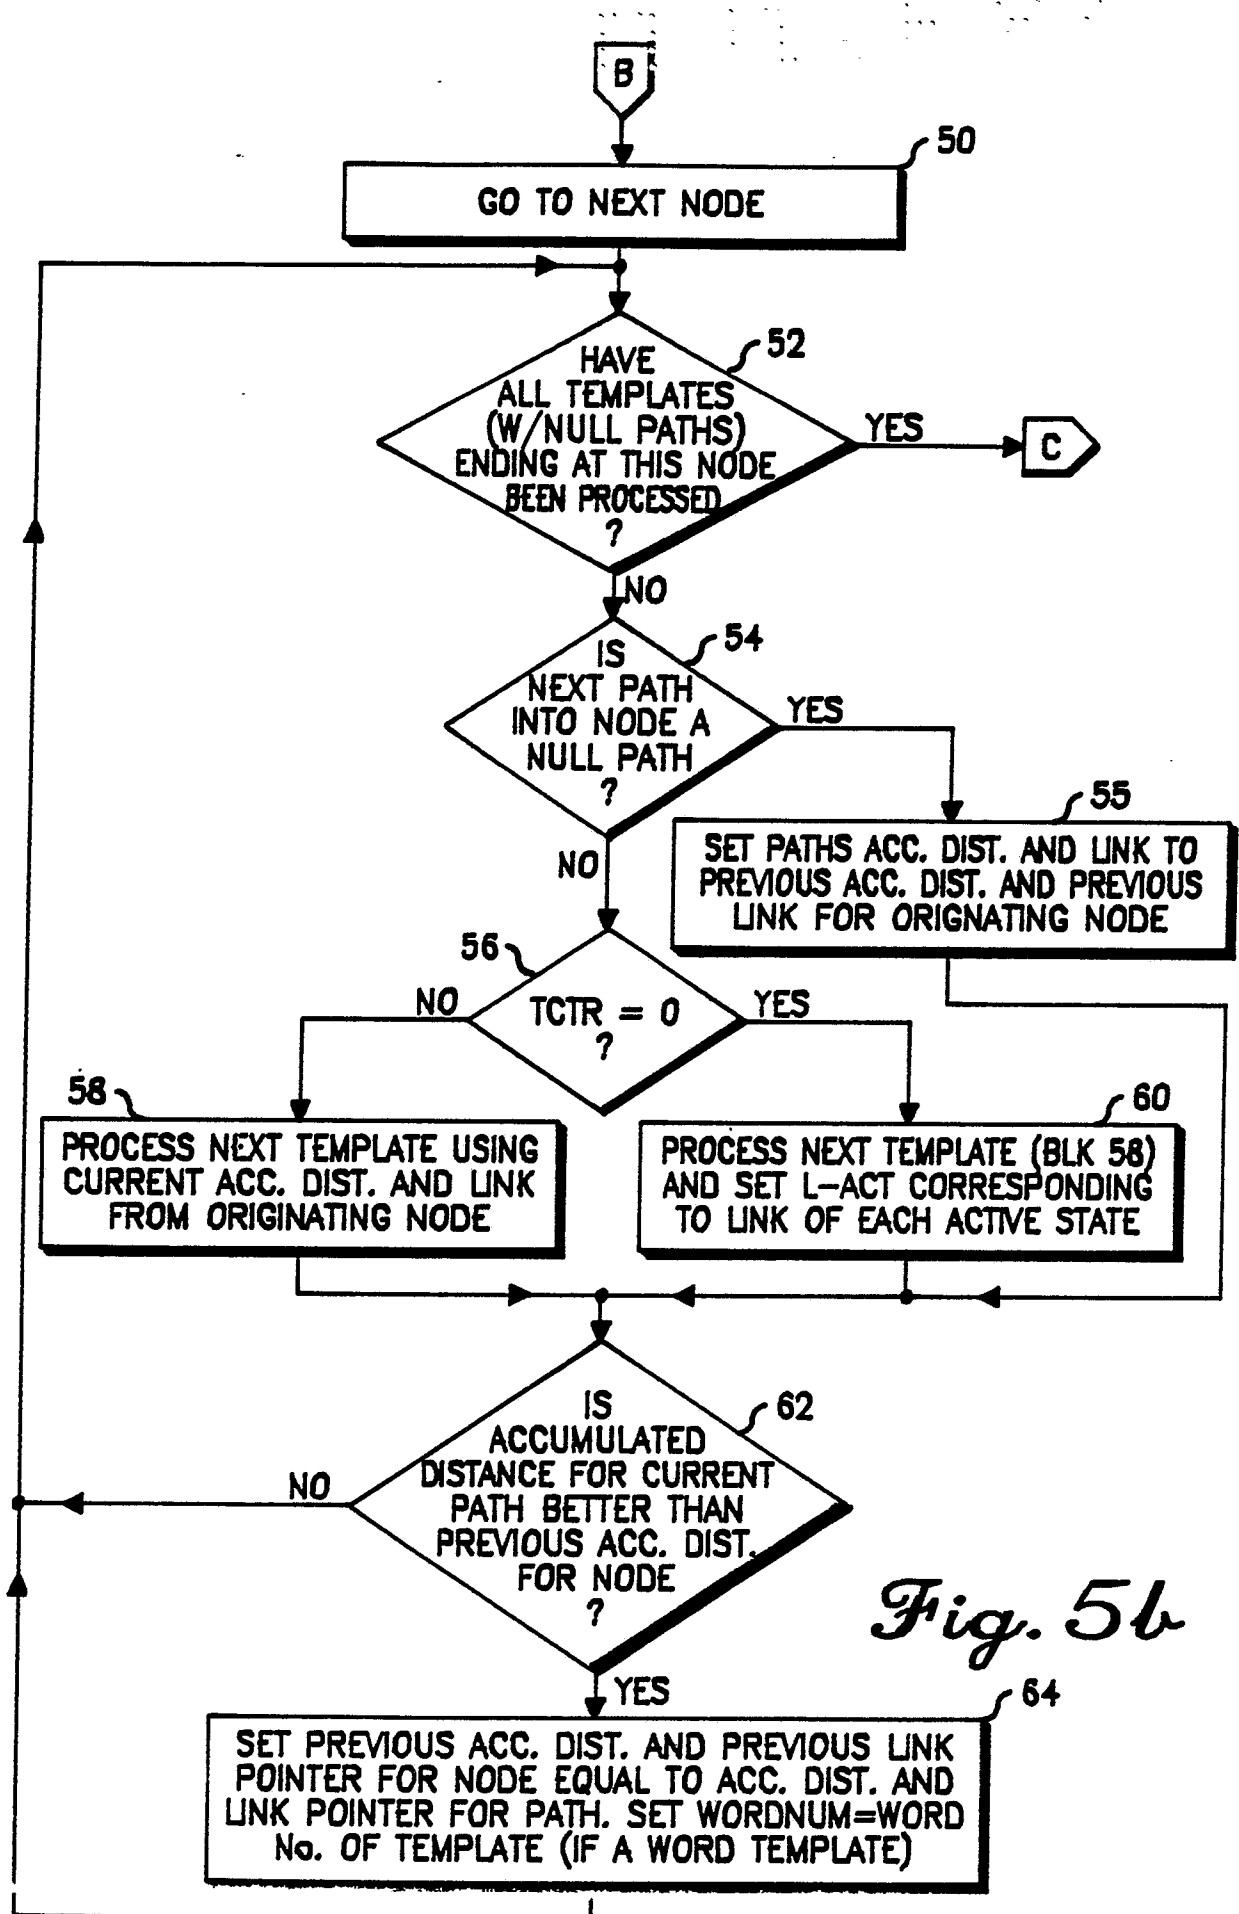 B
50
GO TO NEXT NODE
52
HAVE
ALL TEMPLATES
(W/NULL PATHS)
ENDING AT THIS NODE
BEEN PROCESSED
?
YES
C
NO
54
IS
NEXT PATH
INTO NODE A
NULL PATH
?
YES
NO
55
SET PATHS ACC. DIST. AND LINK TO
PREVIOUS ACC. DIST. AND PREVIOUS
LINK FOR ORIGNATING NODE
56
TCTR = 0
?
NO
YES
58
PROCESS NEXT TEMPLATE USING
CURRENT ACC. DIST. AND LINK
FROM ORIGINATING NODE
60
PROCESS NEXT TEMPLATE (BLK 58)
AND SET L-ACT CORRESPONDING
TO LINK OF EACH ACTIVE STATE
62
IS
ACCUMULATED
DISTANCE FOR CURRENT
PATH BETTER THAN
PREVIOUS ACC. DIST.
FOR NODE
?
NO
YES
Fig. 5b
64
SET PREVIOUS ACC. DIST. AND PREVIOUS LINK
POINTER FOR NODE EQUAL TO ACC. DIST. AND
LINK POINTER FOR PATH. SET WORDNUM=WORD
No. OF TEMPLATE (IF A WORD TEMPLATE)